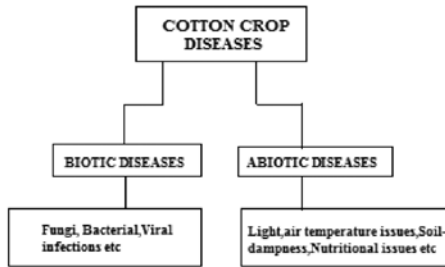 COTTON CROP
DISEASES
BIOTIC DISEASES
ABIOTIC DISEASES
Fungi, Bacterial,Viral
infections etc
Light,air temperature issues,Soil-
dampness,Nutritional issues etc